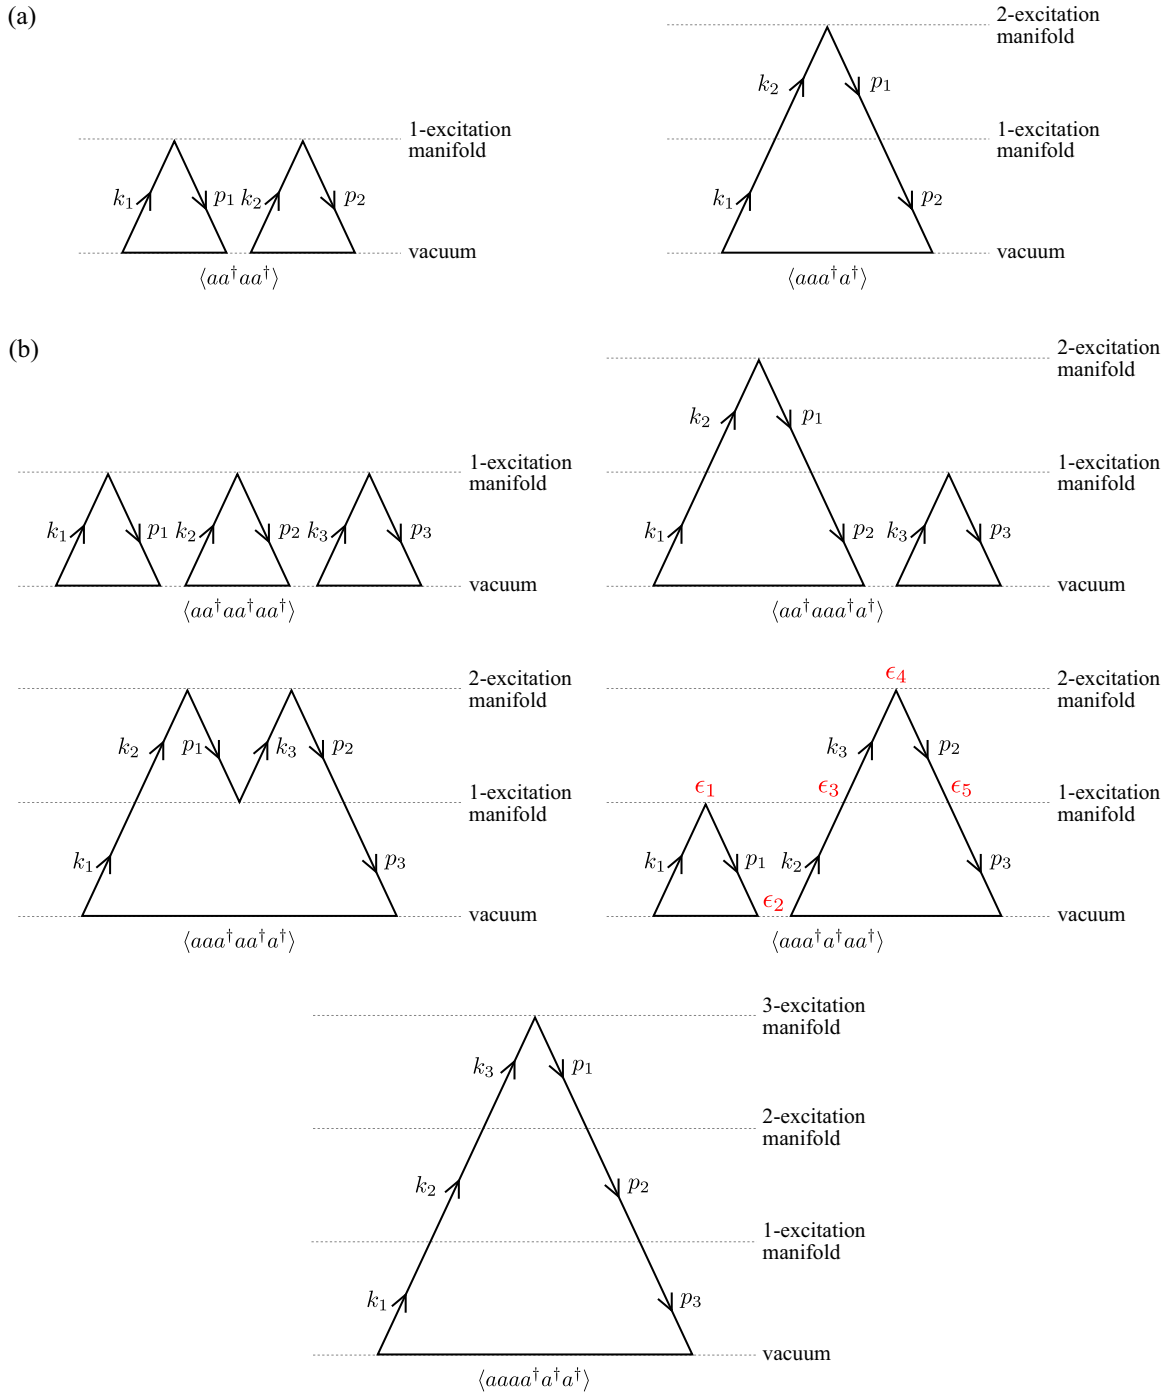 (a)
2-excitation
manifold
k₂ p₁
1-excitation
manifold
1-excitation
manifold
k₁ p₁ k₂ p₂
k₁ p₂
vacuum
vacuum
⟨aa†aa†⟩
⟨aaa†a†⟩
(b)
2-excitation
manifold
k₂ p₁
1-excitation
manifold
1-excitation
manifold
k₁ p₁ k₂ p₂ k₃ p₃
k₁ p₂ k₃ p₃
vacuum
vacuum
⟨aa†aa†aa†⟩
⟨aa†aaa†a†⟩
2-excitation
manifold
k₂ p₁ k₃ p₂
1-excitation
manifold
k₁ p₃
vacuum
⟨aaa†aa†a†⟩
ϵ₄
2-excitation
manifold
k₃ p₂
ϵ₁ ϵ₃ ϵ₅
1-excitation
manifold
k₁ p₁ k₂ p₃
ϵ₂
vacuum
⟨aaa†a†aa†⟩
3-excitation
manifold
k₃ p₁
2-excitation
manifold
k₂ p₂
1-excitation
manifold
k₁ p₃
vacuum
⟨aaaa†a†a†⟩